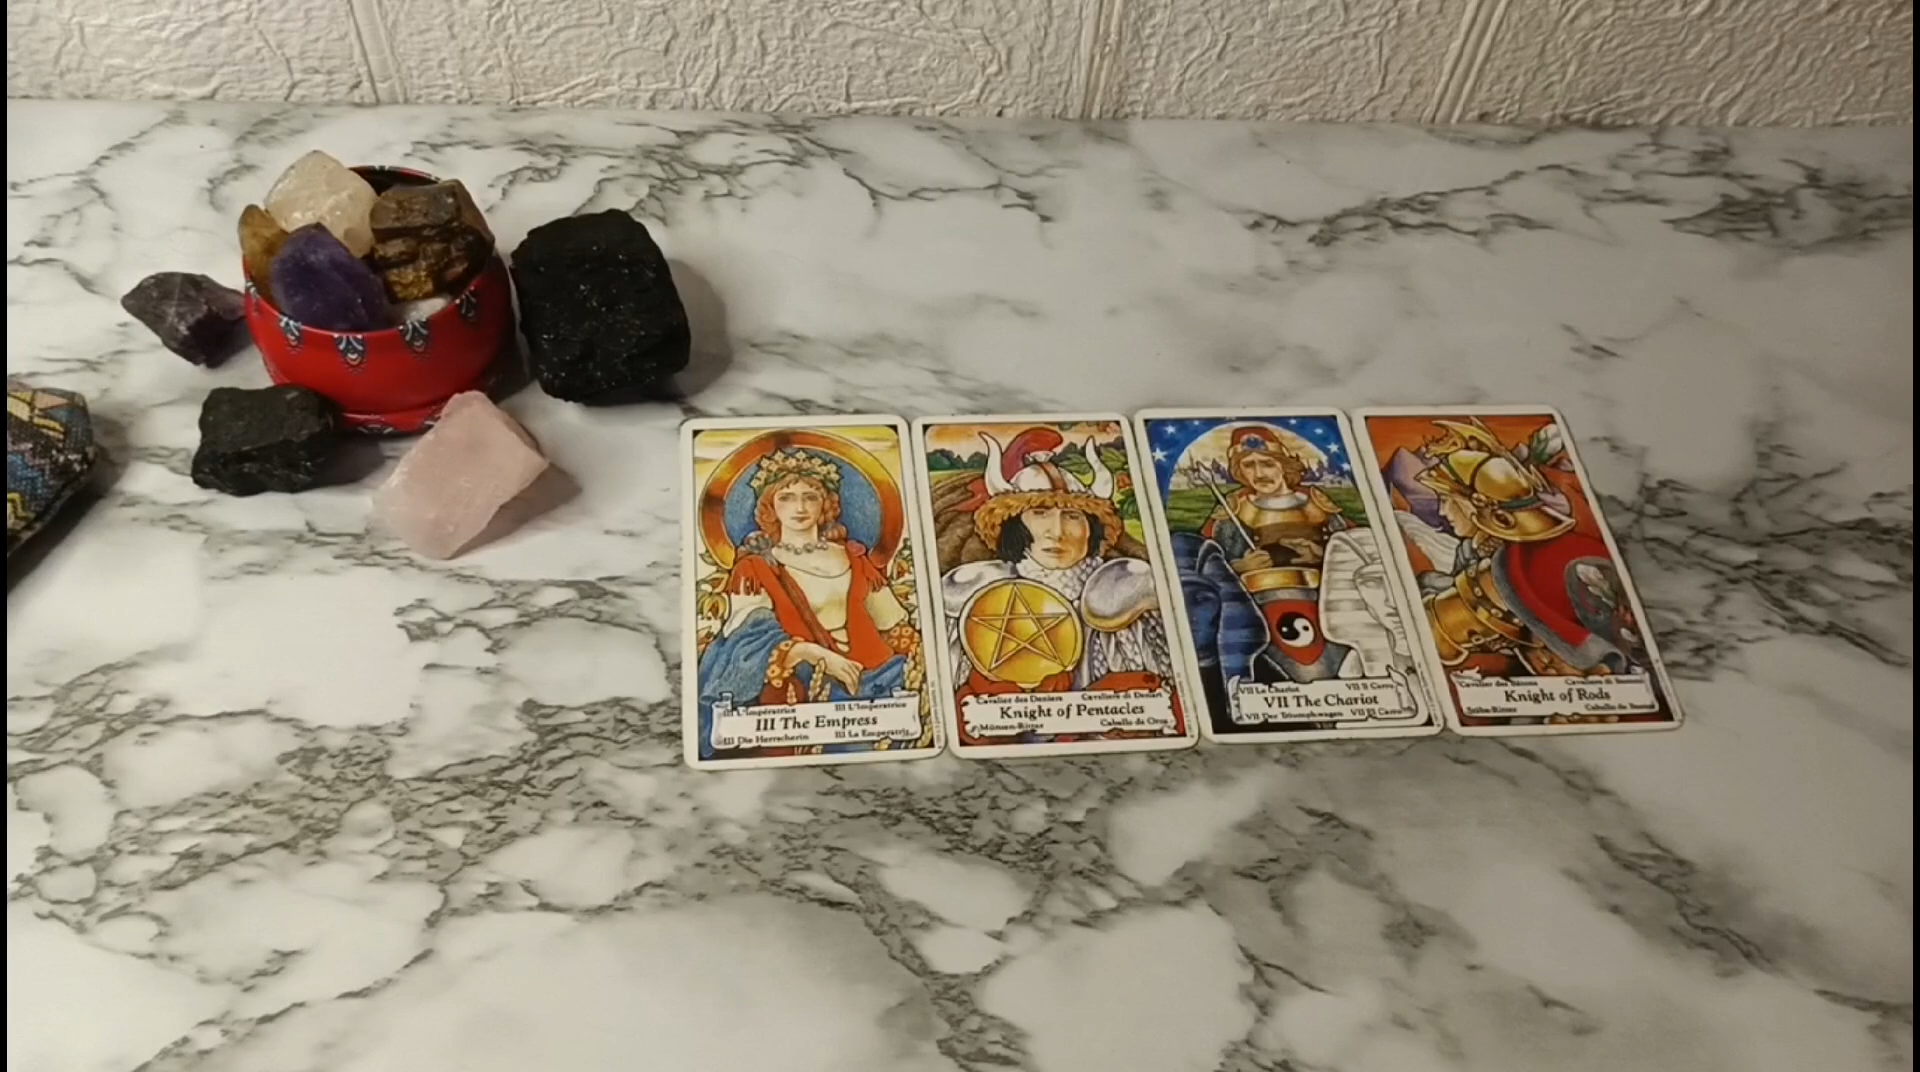 III L'Impératrice III L'Imperatrice
III The Empress
III Die Herrscherin III La Emperatriz
Cavalier des Deniers Cavaliere di Denari
Knight of Pentacles
Münzen-Ritter Caballo de Oros
VII Le Chariot VII Il Carro
VII The Chariot
VII Der Triumphwagen VII El Carro
Cavalier des Bâtons Cavaliere di Bastoni
Knight of Rods
Stäbe-Ritter Caballo de Bastos